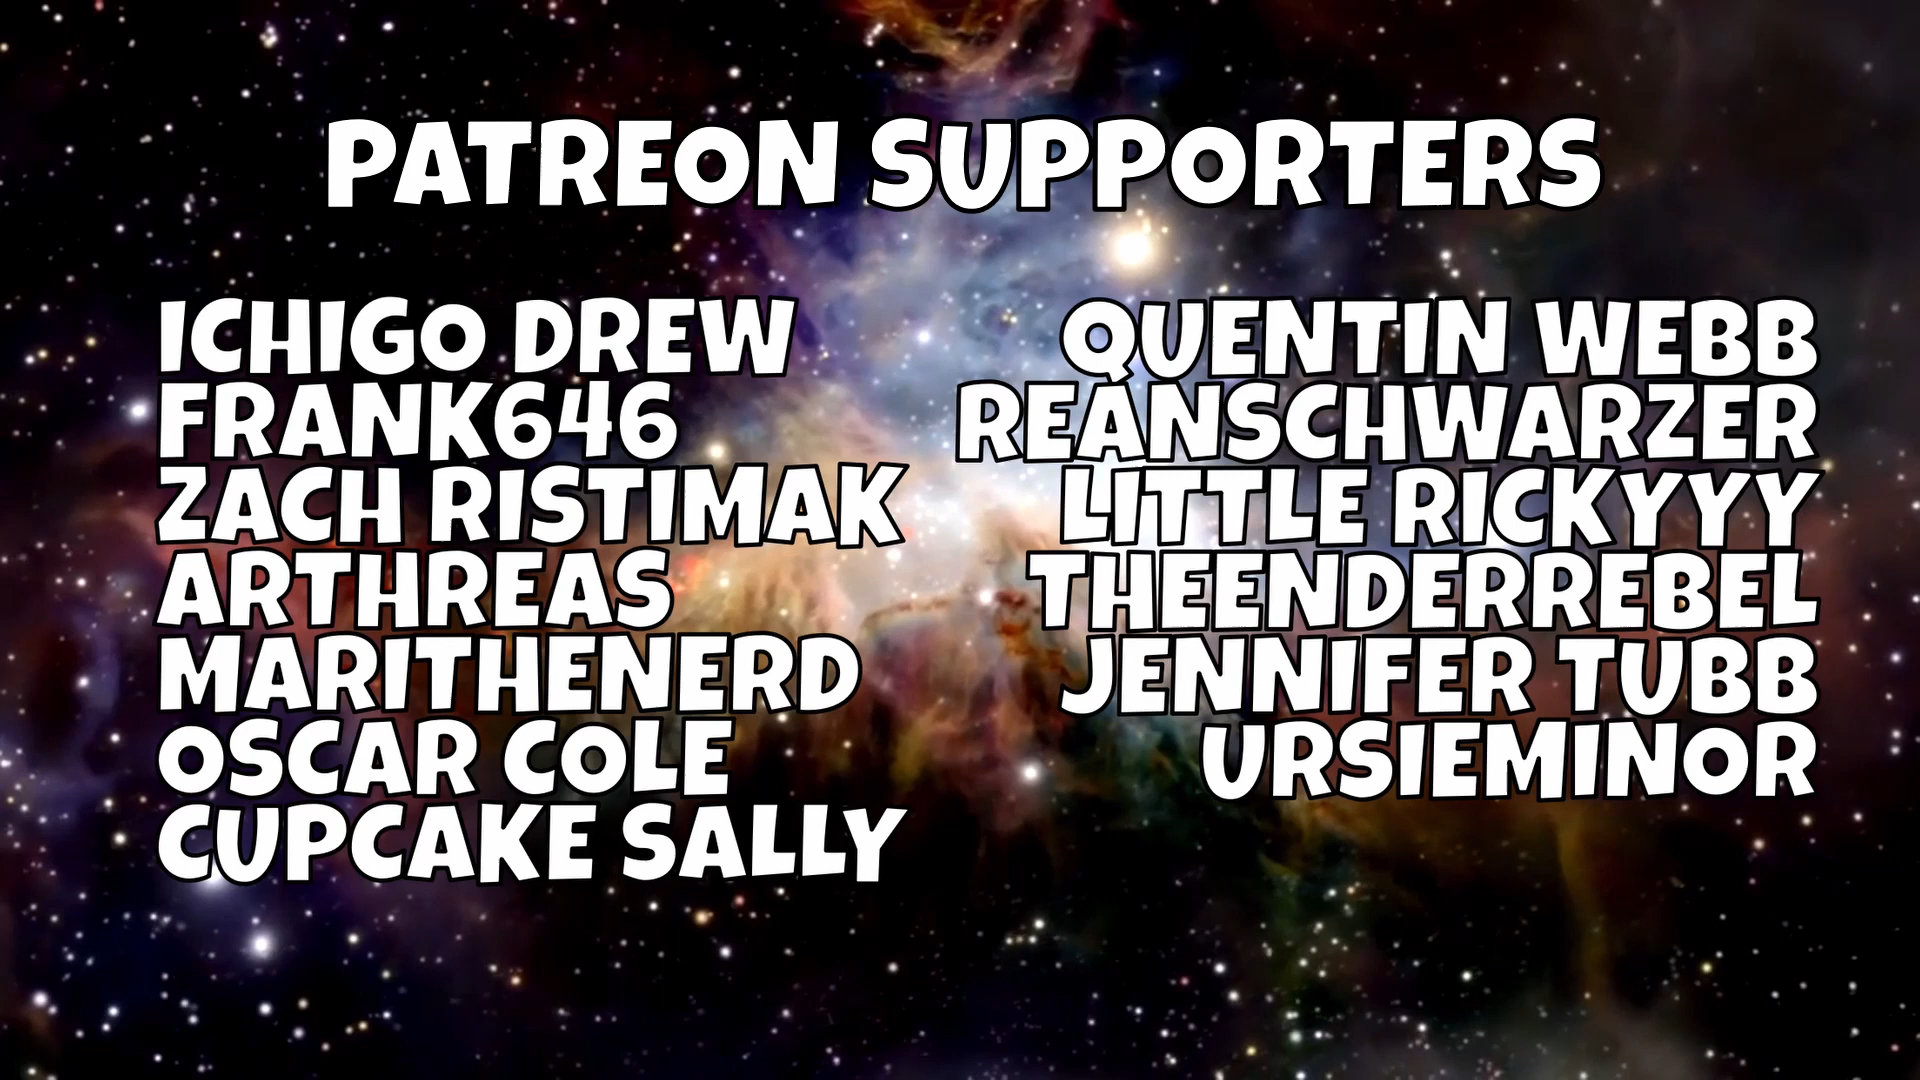 PATREON SUPPORTERS
ICHIGO DREW
FRANK646
ZACH RISTIMAK
ARTHREAS
MARITHENERD
OSCAR COLE
CUPCAKE SALLY
QUENTIN WEBB
REANSCHWARZER
LITTLE RICKYYY
THEENDERREBEL
JENNIFER TUBB
URSIEMINOR